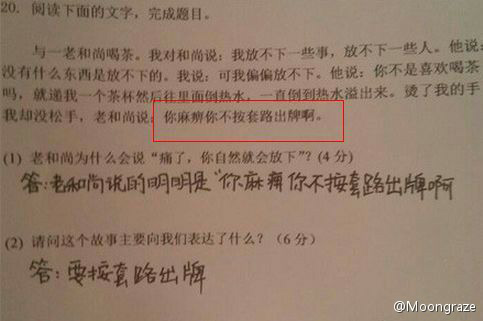 20. 阅读下面的文字，完成题目。
与一老和尚喝茶。我对和尚说：我放不下一些事，放不下一些人。他说：
没有什么东西是放不下的。我说：可我偏偏放不下。他说：你不是喜欢喝茶
吗，就递我一个茶杯然后往里面倒热水，一直倒到热水溢出来。烫了我的手
我却没松手，老和尚说：你麻痹你不按套路出牌啊。
(1) 老和尚为什么会说“痛了，你自然就会放下”？(4 分)
答：老和尚说的明明是“你麻痹你不按套路出牌啊
(2) 请问这个故事主要向我们表达了什么？（6 分）
答：要按套路出牌
@Moongraze